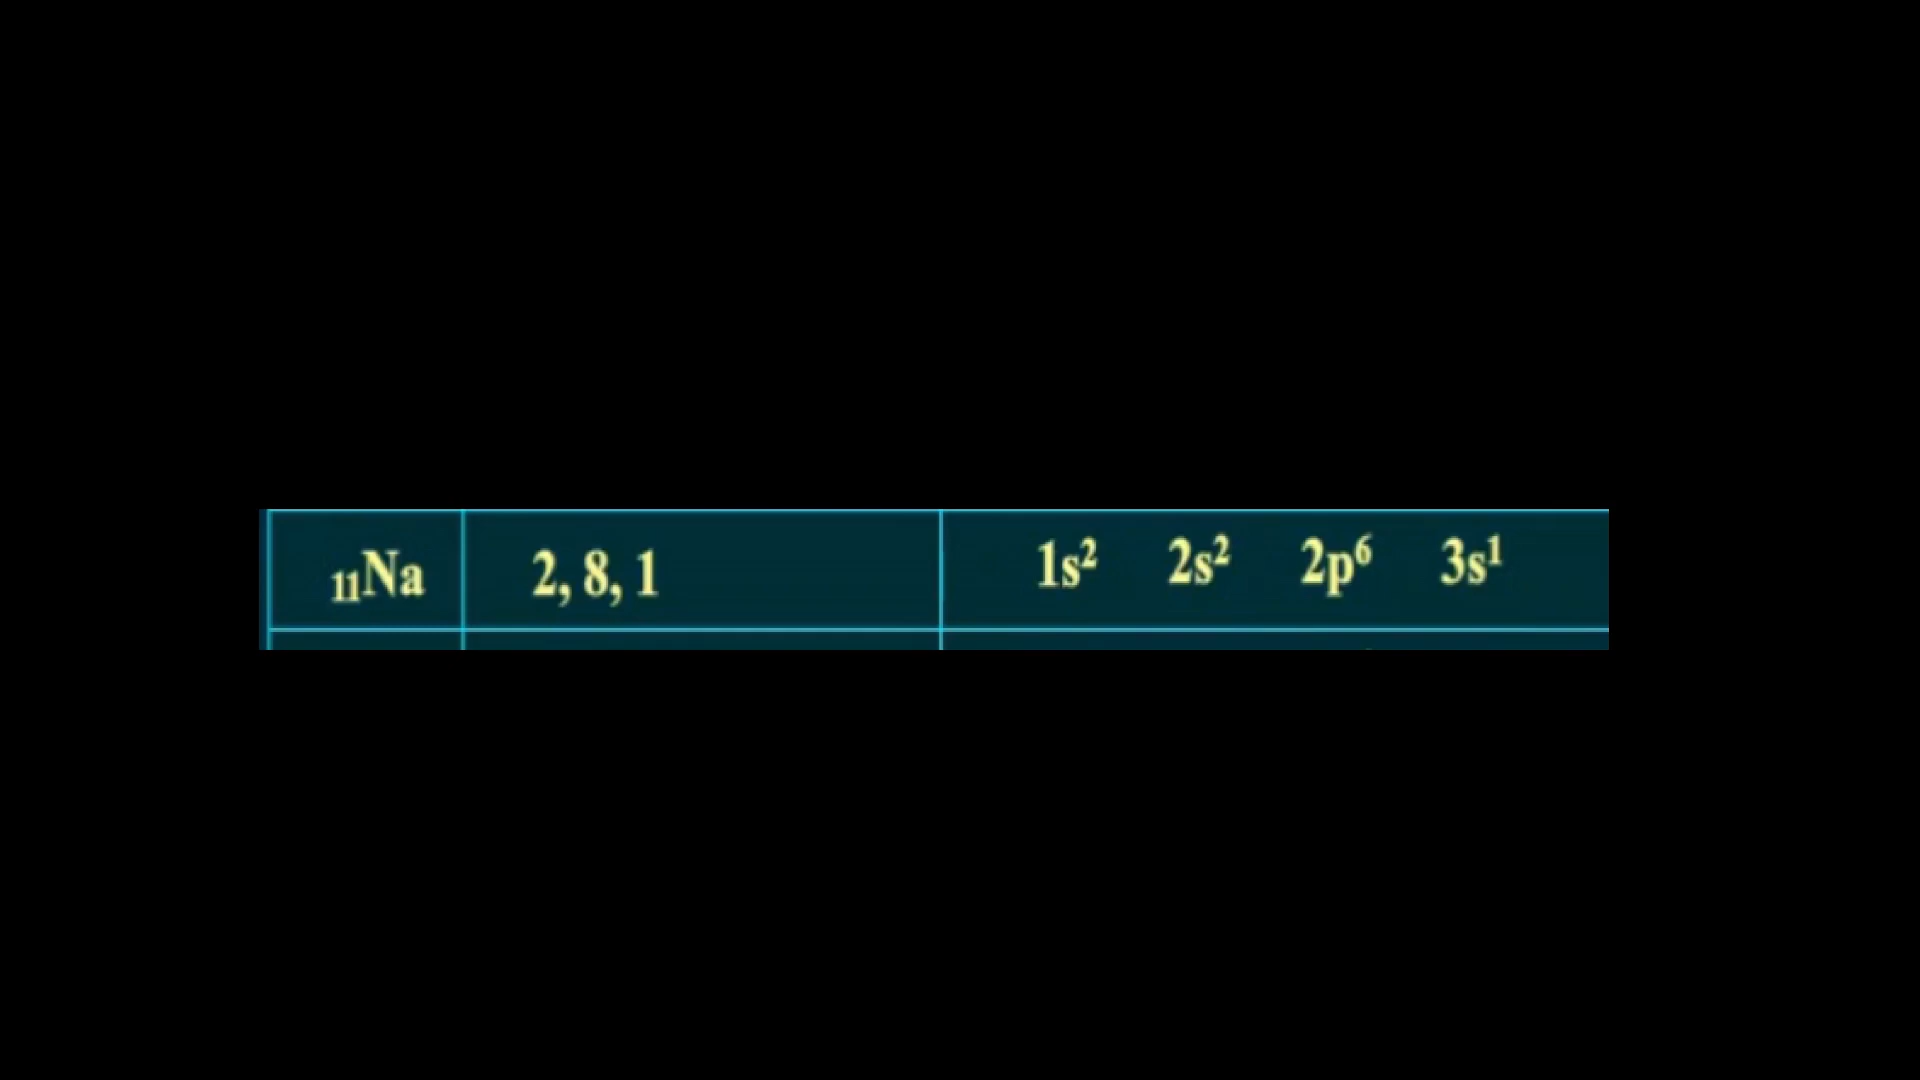 ₁₁Na 2, 8, 1 1s² 2s² 2p⁶ 3s¹